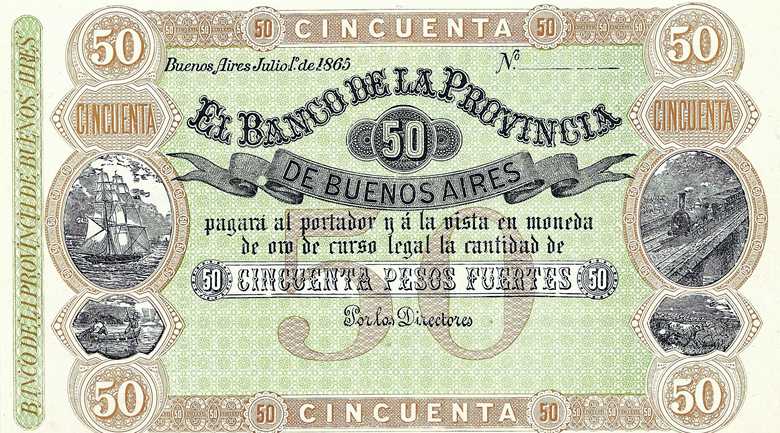 50 CINCUENTA 50
50 50
Buenos Aires Julio 1º. de 1865 Nº.
CINCUENTA CINCUENTA
EL BANCO DE LA PROVINCIA
50
DE BUENOS AIRES
pagará al portador y á la vista en moneda
de oro de curso legal la cantidad de
50 CINCUENTA PESOS FUERTES 50
50
Por los Directores
50 50
50 CINCUENTA 50
BANCO DE LA PROVINCIA DE BUENOS AIRES